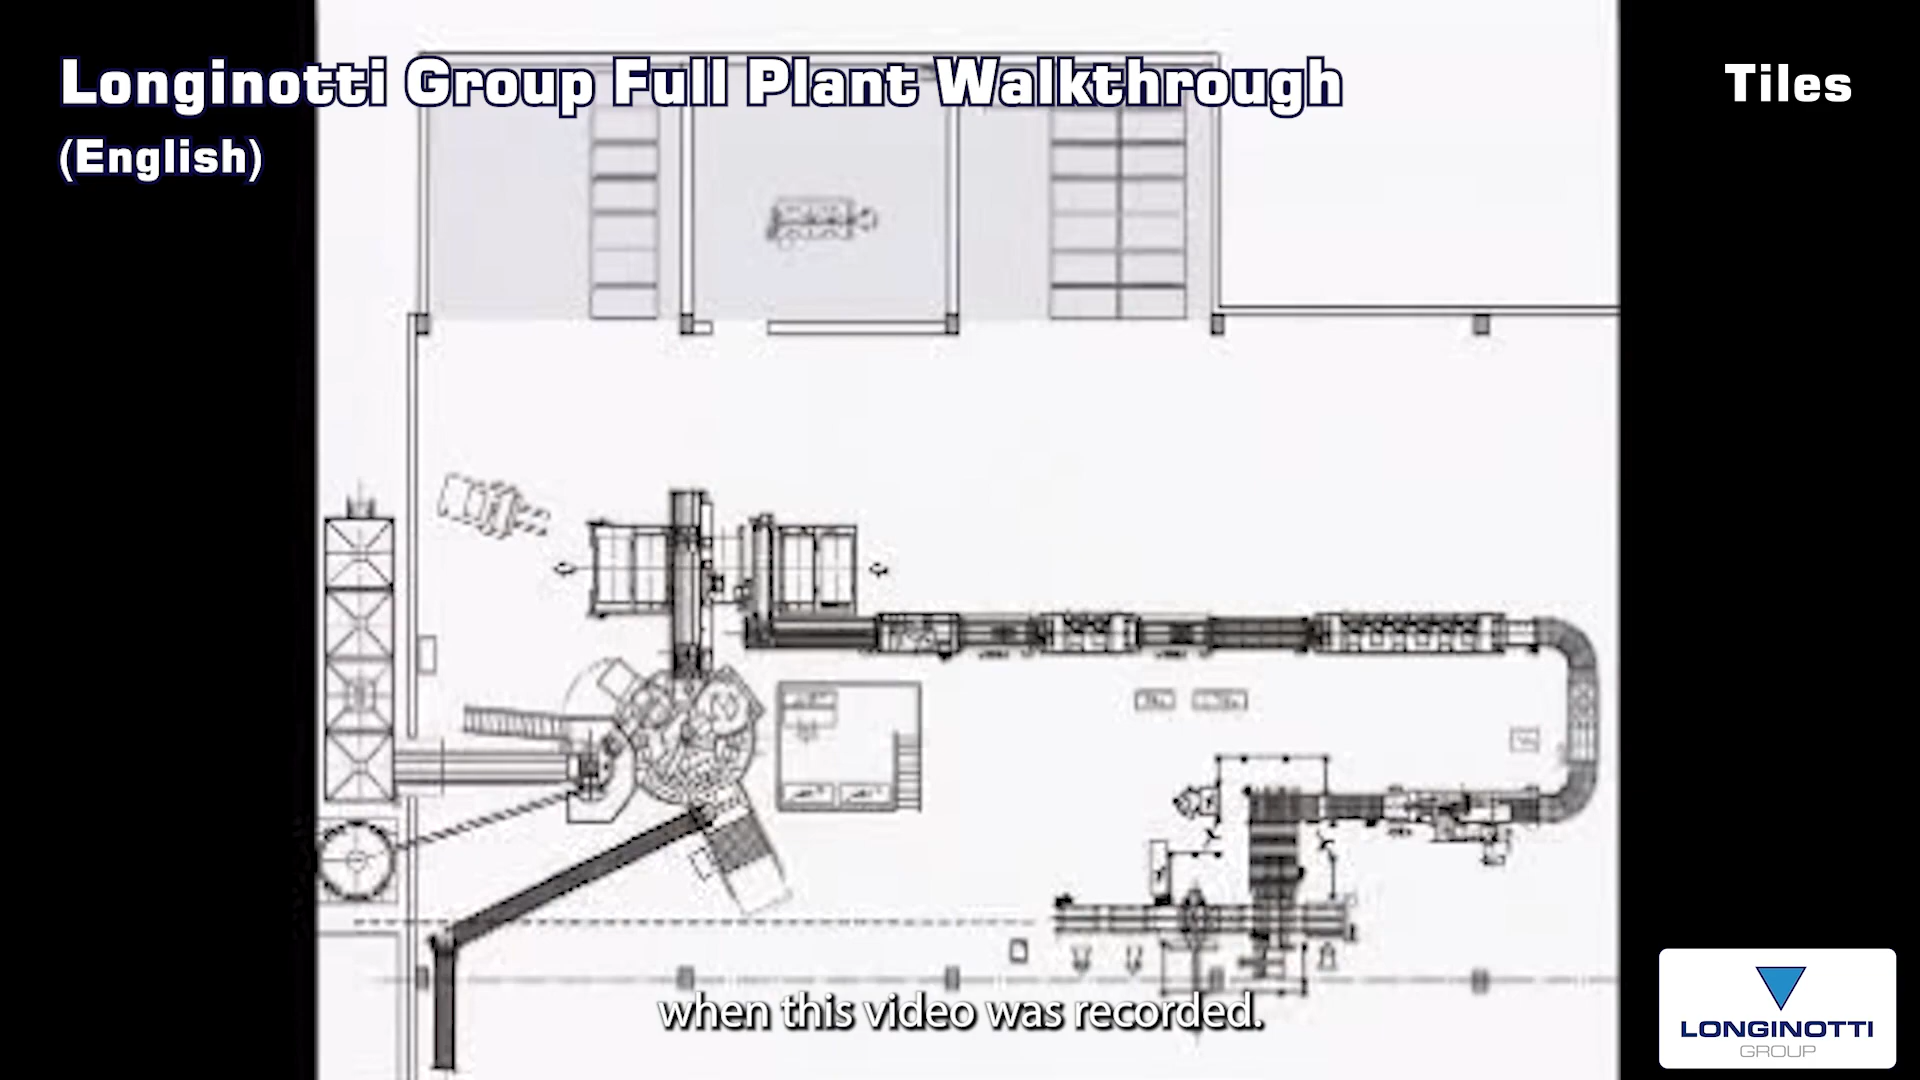 Longinotti Group Full Plant Walkthrough
(English)
Tiles
when this video was recorded.
LONGINOTTI
GROUP